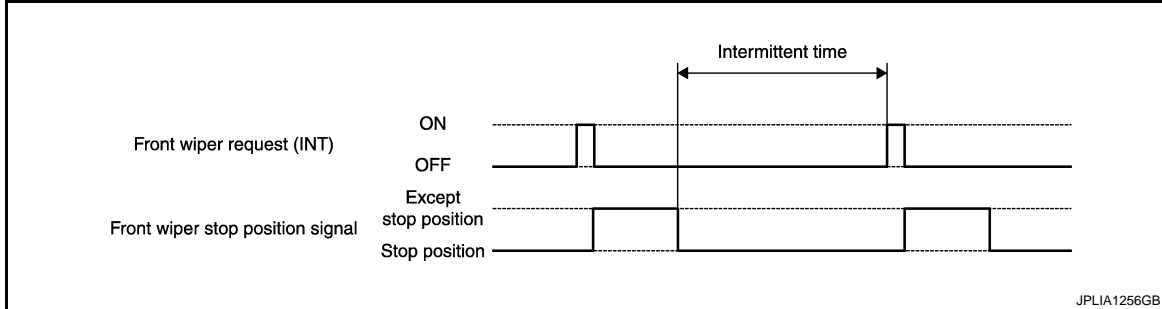 Intermittent time
ON
Front wiper request (INT)
OFF
Except
stop position
Front wiper stop position signal
Stop position
JPLIA1256GB